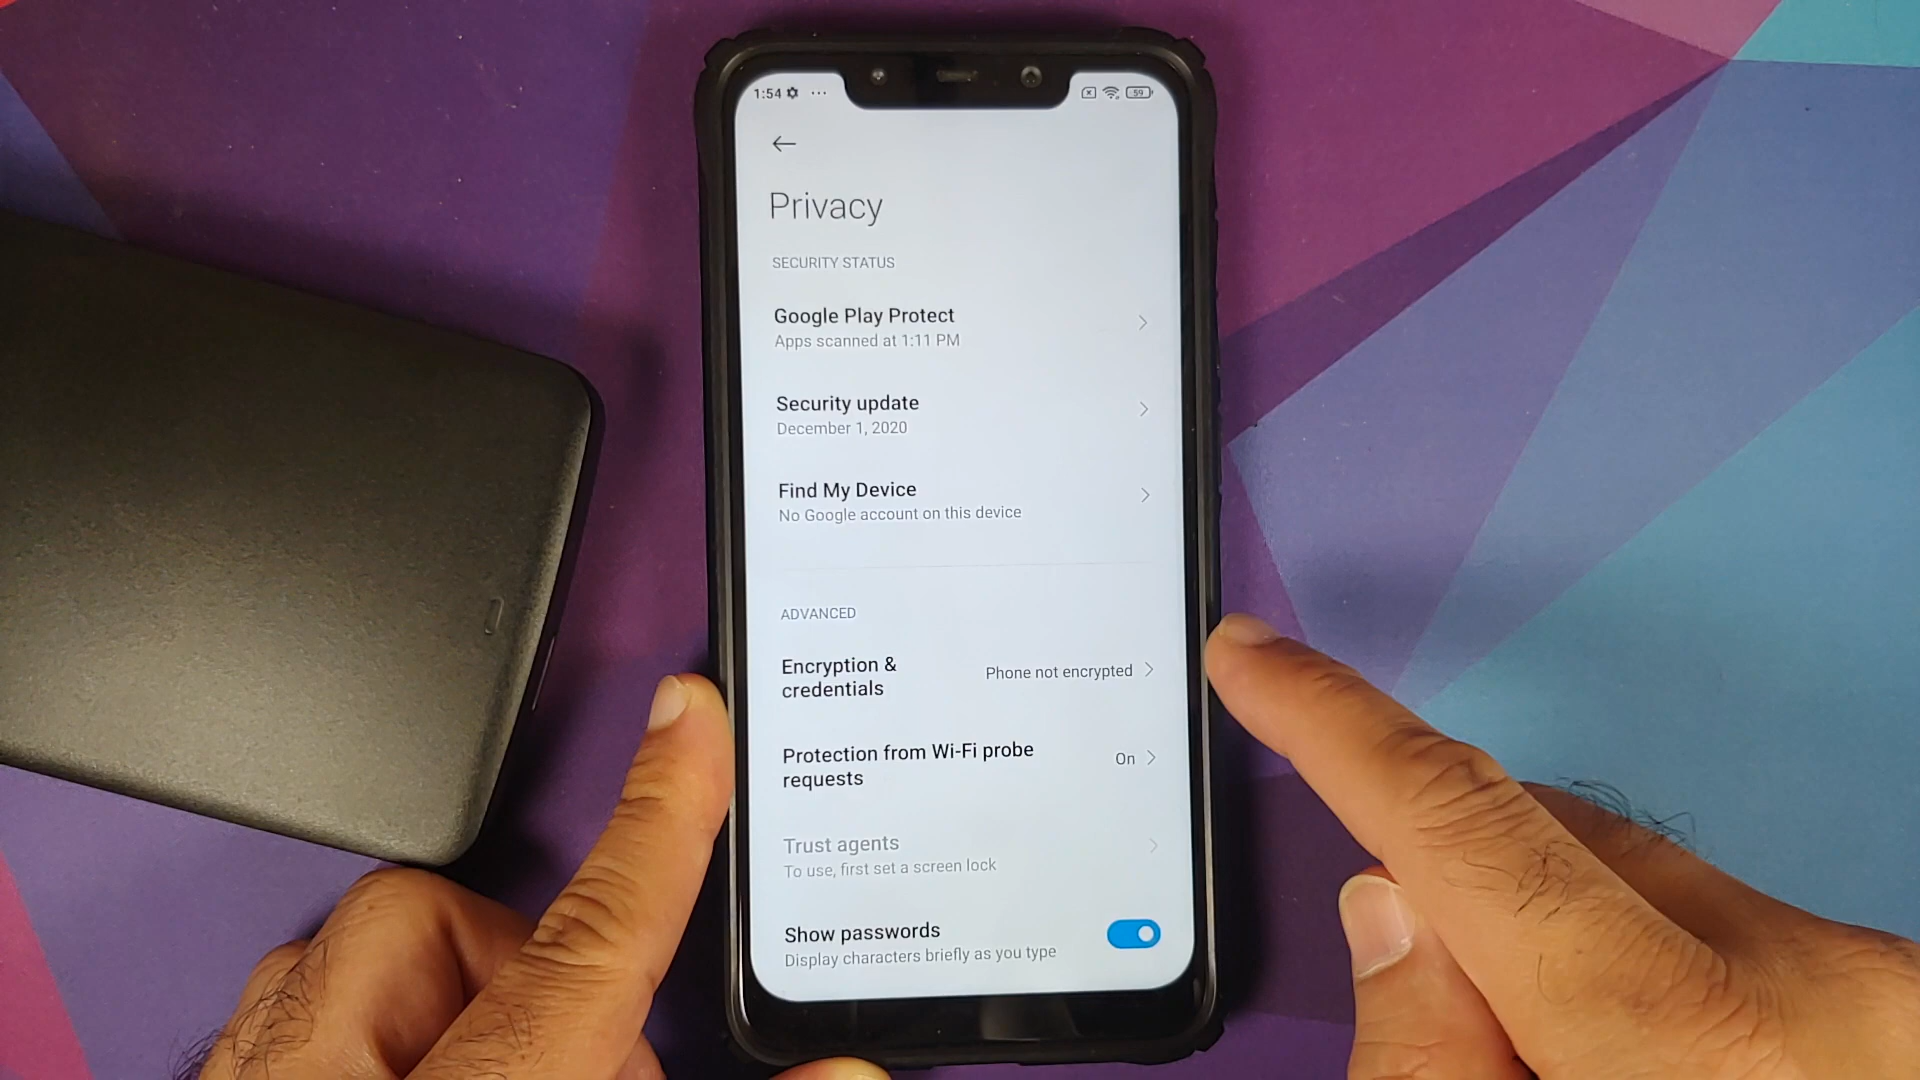 1:54 ...
59
Privacy
SECURITY STATUS
Google Play Protect
Apps scanned at 1:11 PM
Security update
December 1, 2020
Find My Device
No Google account on this device
ADVANCED
Encryption &
credentials
Phone not encrypted
Protection from Wi-Fi probe
requests
On
Trust agents
To use, first set a screen lock
Show passwords
Display characters briefly as you type